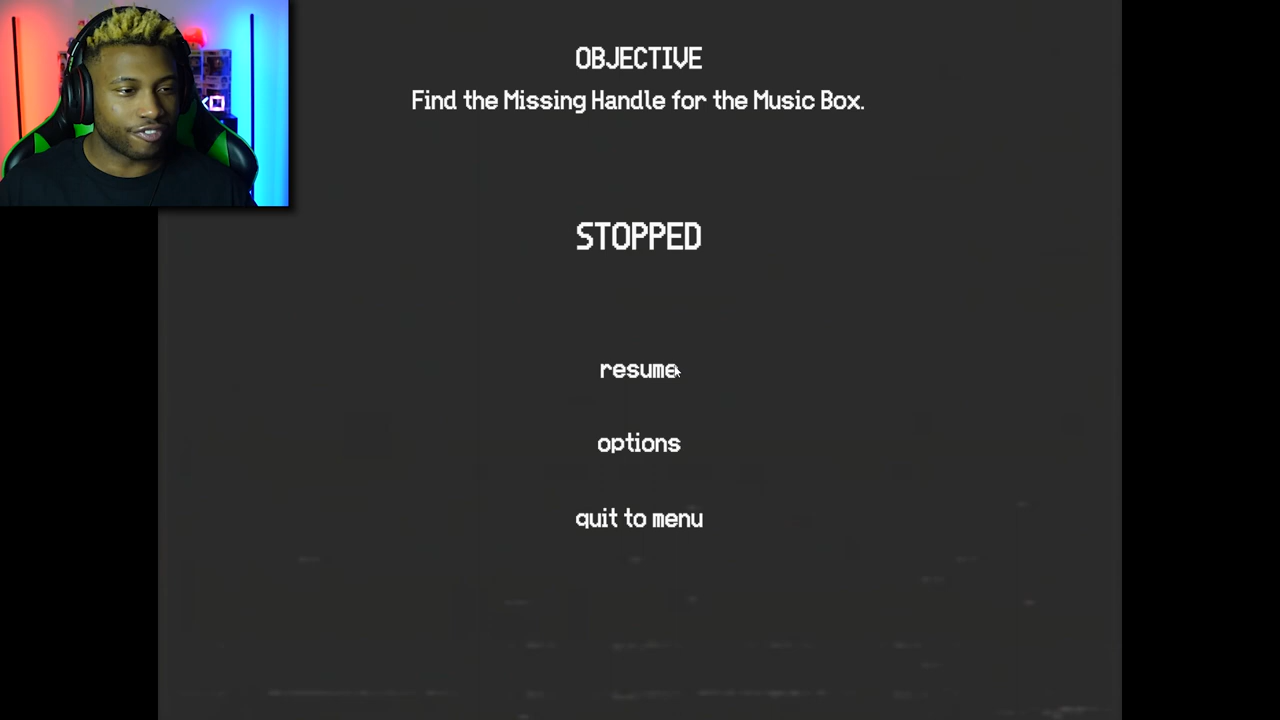 OBJECTIVE
Find the Missing Handle for the Music Box.
STOPPED
resume
options
quit to menu